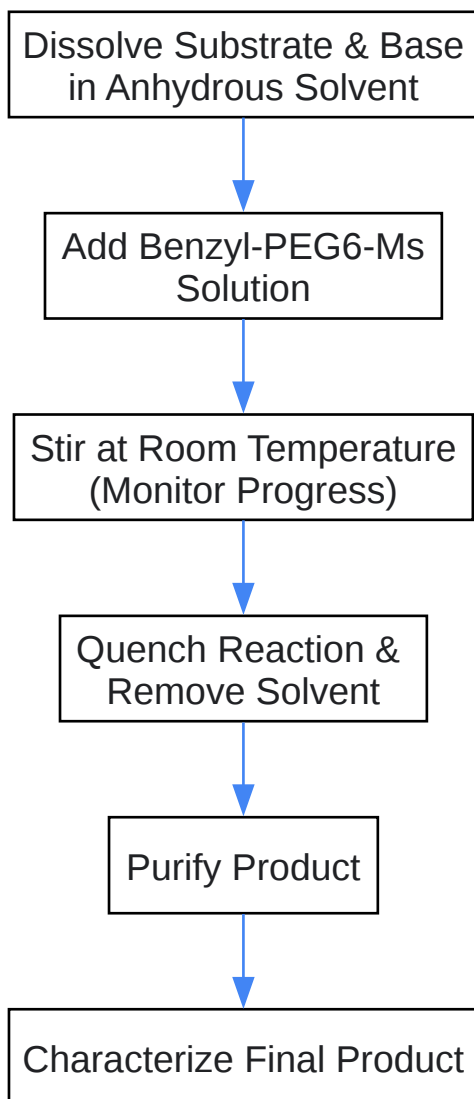 Dissolve Substrate & Base
in Anhydrous Solvent
Add Benzyl-PEG6-Ms
Solution
Stir at Room Temperature
(Monitor Progress)
Quench Reaction &
Remove Solvent
Purify Product
Characterize Final Product